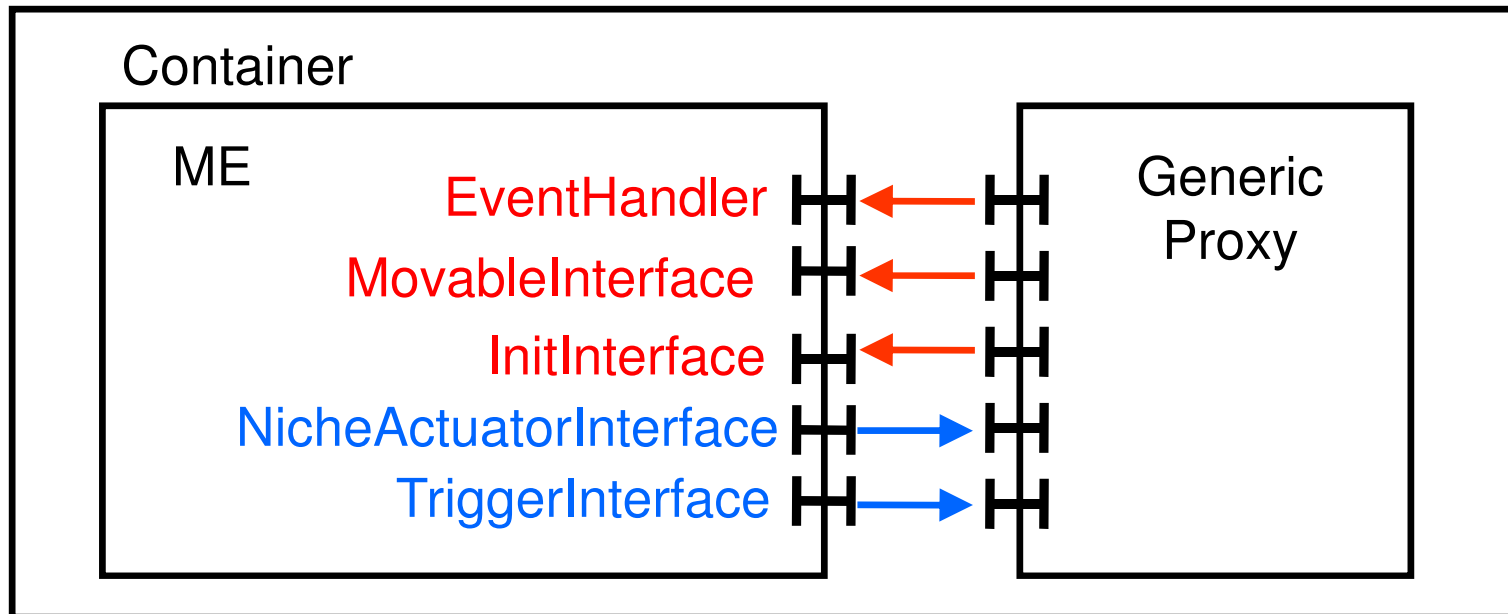 Container
ME
EventHandler
MovableInterface
InitInterface
NicheActuatorInterface
TriggerInterface
Generic
Proxy